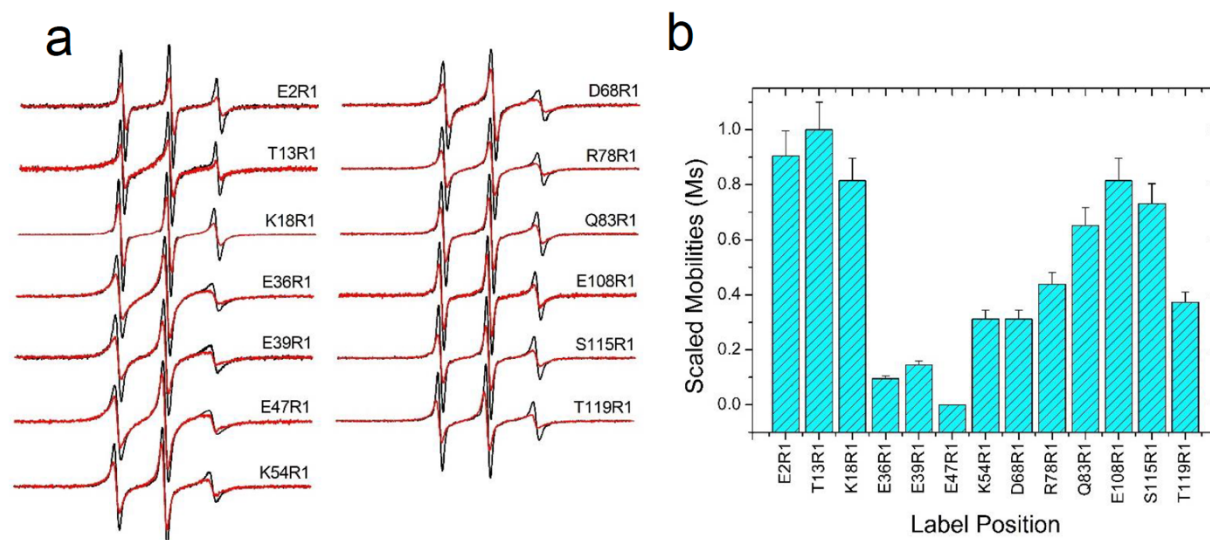 a
E2R1
T13R1
K18R1
E36R1
E39R1
E47R1
K54R1
D68R1
R78R1
Q83R1
E108R1
S115R1
T119R1
b
Scaled Mobilities (Ms)
1.0
0.8
0.6
0.4
0.2
0.0
E2R1
T13R1
K18R1
E36R1
E39R1
E47R1
K54R1
D68R1
R78R1
Q83R1
E108R1
S115R1
T119R1
Label Position